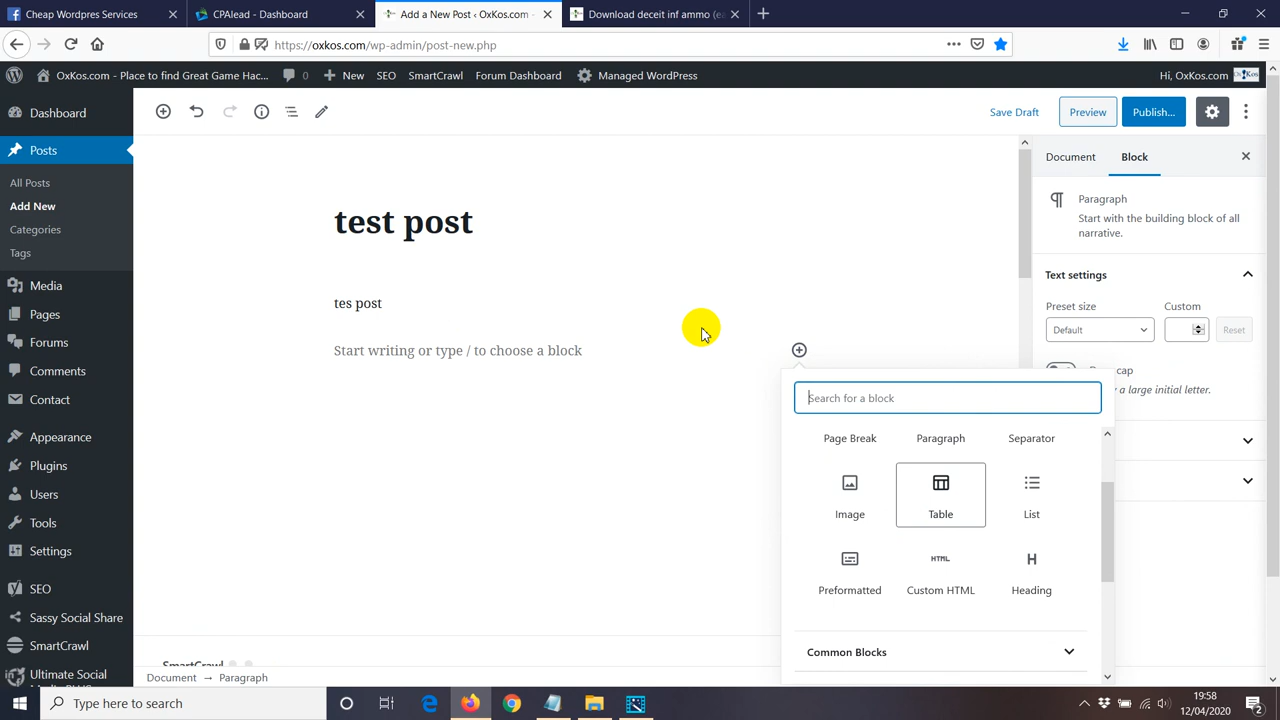 Cheap Wordpress Services
CPAlead - Dashboard
Add a New Post ‹ OxKos.com —
Download deceit inf ammo (ea
https://oxkos.com/wp-admin/post-new.php
OxKos.com - Place to find Great Game Hac...
0
New
SEO
SmartCrawl
Forum Dashboard
Managed WordPress
Hi, OxKos.com
Dashboard
Posts
All Posts
Add New
Categories
Tags
Media
Pages
Forums
Comments
Contact
Appearance
Plugins
Users
Tools
Settings
SEO
Sassy Social Share
SmartCrawl
Ultimate Social
Save Draft
Preview
Publish...
test post
tes post
Start writing or type / to choose a block
Search for a block
Page Break
Paragraph
Separator
Image
Table
List
Preformatted
Custom HTML
HTML
Heading
Common Blocks
SmartCrawl
Document → Paragraph
Document
Block
Paragraph
Start with the building block of all
narrative.
Text settings
Preset size
Custom
Default
Reset
a large initial letter.
Type here to search
19:58
12/04/2020
2